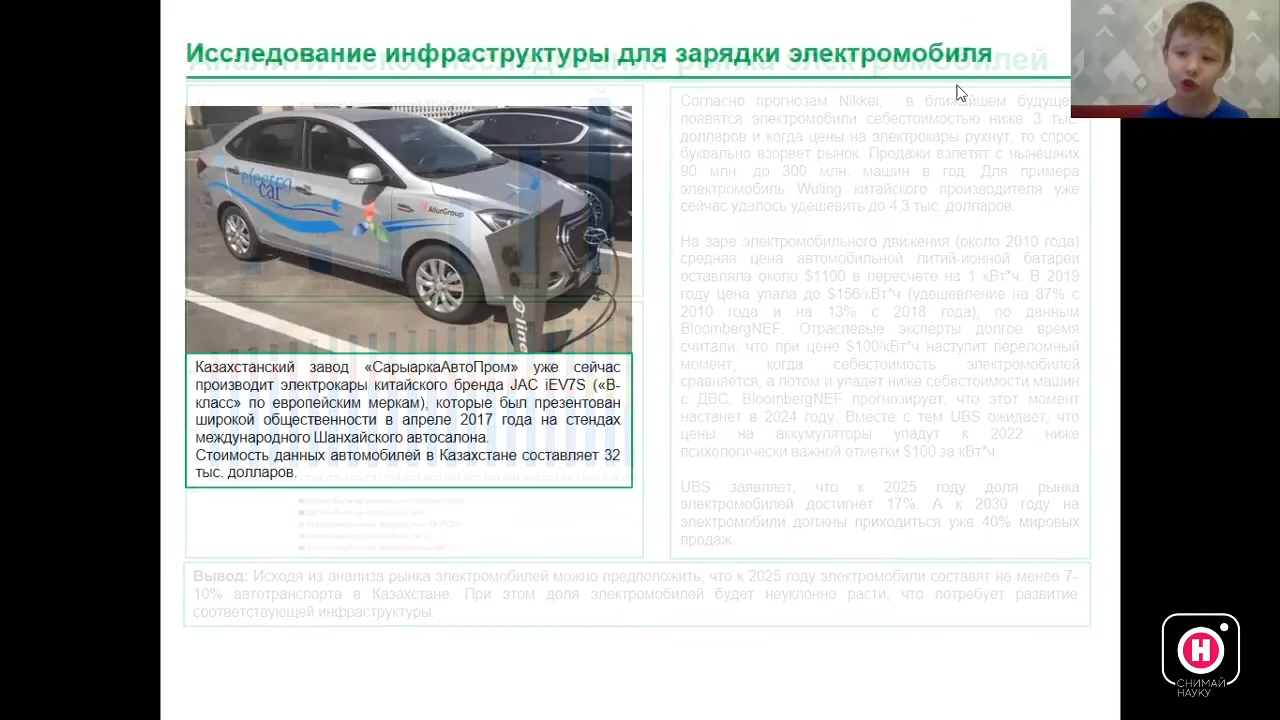 Исследование инфраструктуры для зарядки электромобиля
Аналитическое исследование рынка электромобилей
electro
car
AllurGroup
e-line
Казахстанский завод «СарыаркаАвтоПром» уже сейчас
производит электрокары китайского бренда JAC iEV7S («В-
класс» по европейским меркам), которые был презентован
широкой общественности в апреле 2017 года на стендах
международного Шанхайского автосалона.
Стоимость данных автомобилей в Казахстане составляет 32
тыс. долларов.
Согласно прогнозам Nikkei, в ближайшем будущем
появятся электромобили себестоимостью ниже 3 тыс.
долларов и когда цены на электрокары рухнут, то спрос
буквально взорвет рынок. Продажи взлетят с нынешних
90 млн. до 300 млн. машин в год. Для примера
электромобиль Wuling китайского производителя уже
сейчас удалось удешевить до 4,3 тыс. долларов.
На заре электромобильного движения (около 2010 года)
средняя цена автомобильной литий-ионной батареи
оставляла около $1100 в пересчете на 1 кВт*ч. В 2019
году цена упала до $156/кВт*ч (удешевление на 87% с
2010 года и на 13% с 2018 года), по данным
BloombergNEF. Отраслевые эксперты долгое время
считали, что при цене $100/кВт*ч наступит переломный
момент, когда себестоимость электромобилей
сравняется, а потом и упадет ниже себестоимости машин
с ДВС. BloombergNEF прогнозирует, что этот момент
настанет в 2024 году. Вместе с тем UBS ожидает, что
цены на аккумуляторы упадут к 2022 ниже
психологически важной отметки $100 за кВт*ч
UBS заявляет, что к 2025 году доля рынка
электромобилей достигнет 17%. А к 2030 году на
электромобили должны приходиться уже 40% мировых
продаж.
Вывод: Исходя из анализа рынка электромобилей можно предположить, что к 2025 году электромобили составят не менее 7-
10% автотранспорта в Казахстане. При этом доля электромобилей будет неуклонно расти, что потребует развитие
соответствующей инфраструктуры.
Н
СНИМАЙ
НАУКУ